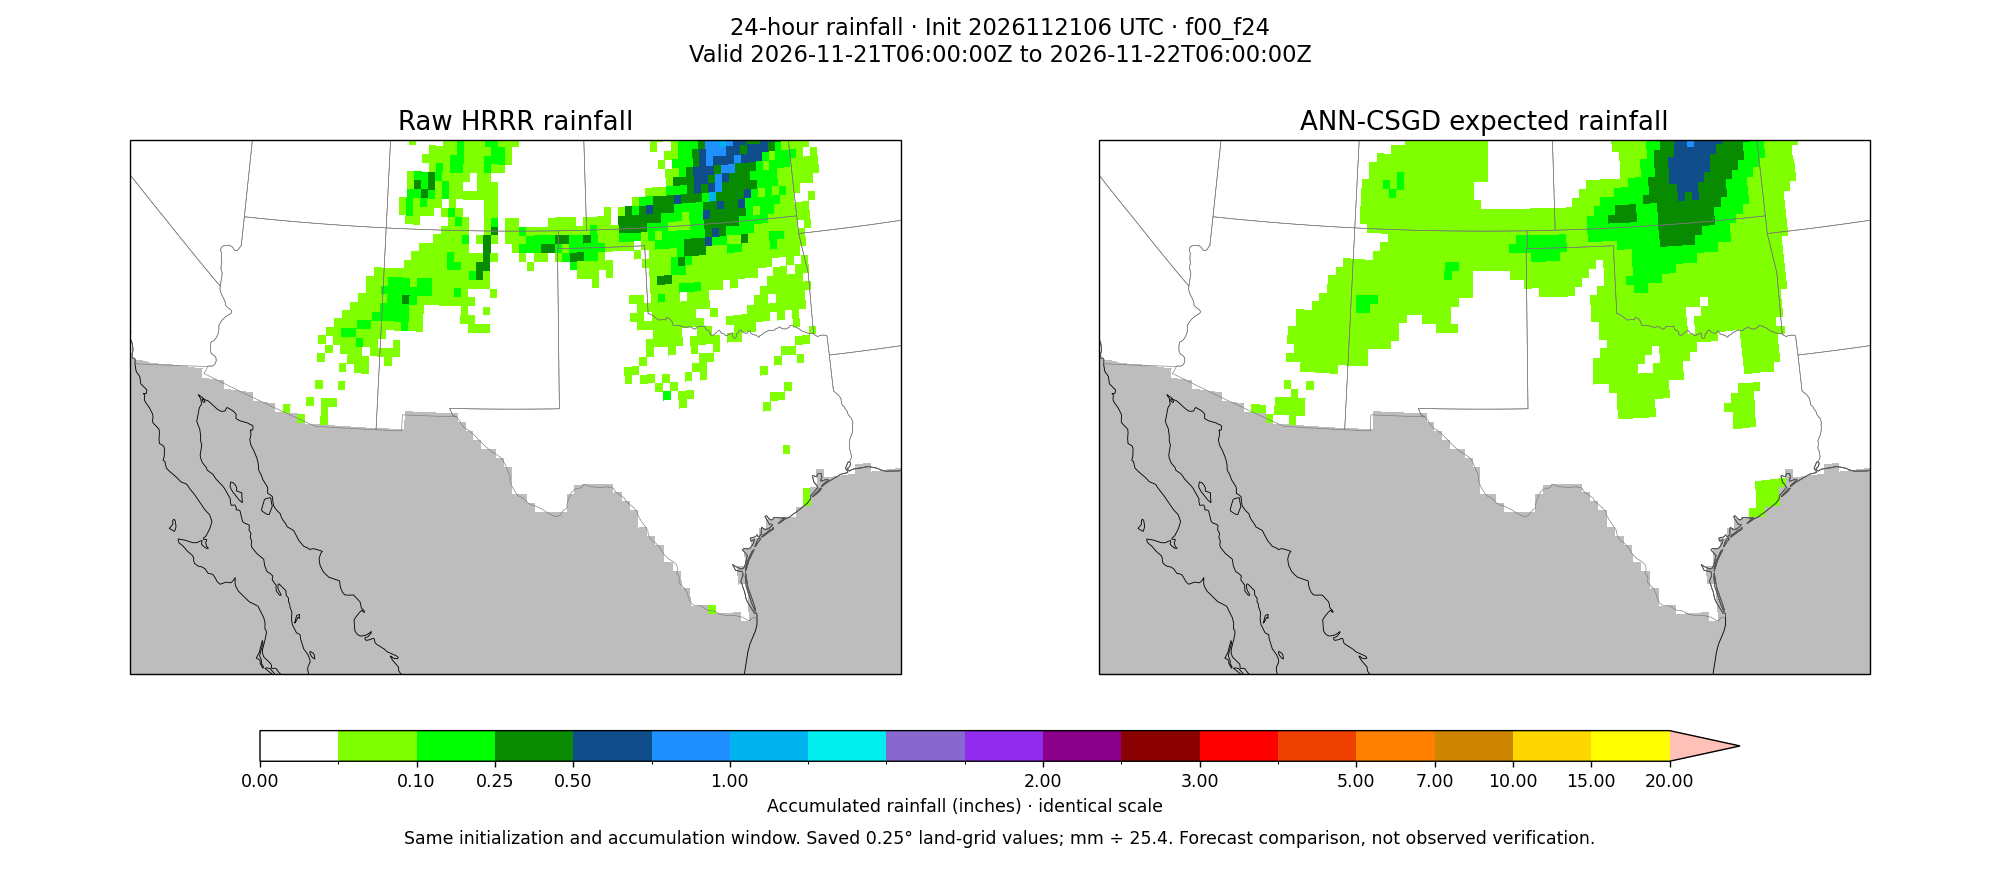 24-hour rainfall · Init 2026112106 UTC · f00_f24
Valid 2026-11-21T06:00:00Z to 2026-11-22T06:00:00Z
Raw HRRR rainfall
ANN-CSGD expected rainfall
0.00 0.10 0.25 0.50 1.00 2.00 3.00 5.00 7.00 10.00 15.00 20.00
Accumulated rainfall (inches) · identical scale
Same initialization and accumulation window. Saved 0.25° land-grid values; mm ÷ 25.4. Forecast comparison, not observed verification.